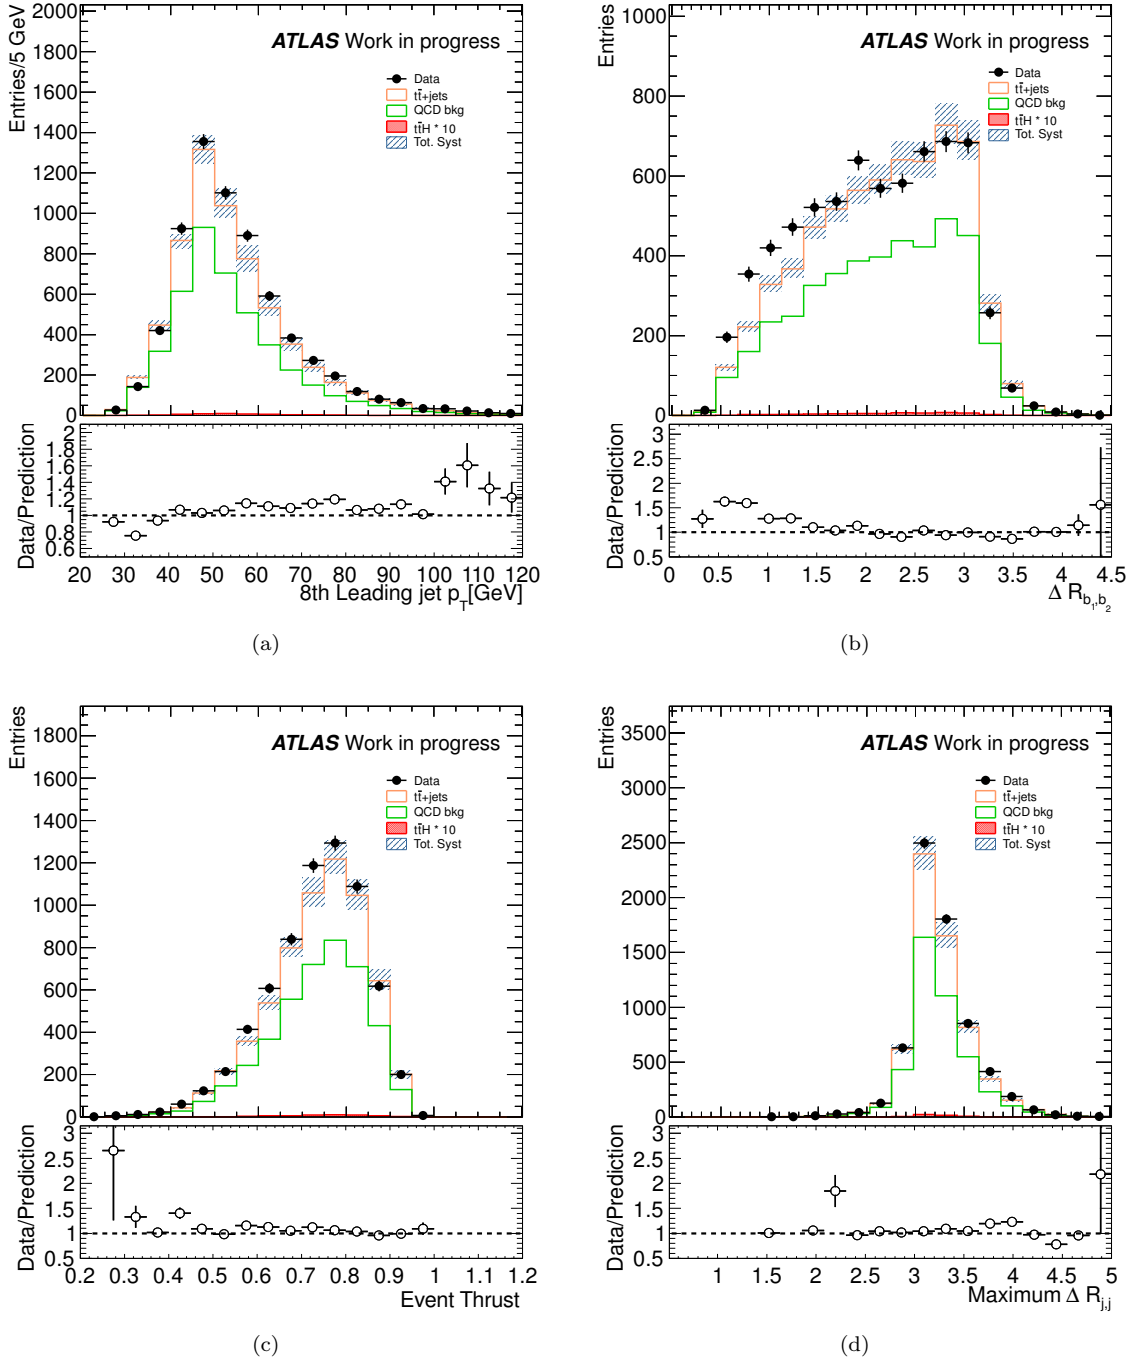 Entries/5 GeV
2000
1800
1600
1400
1200
1000
800
600
400
200
0
ATLAS Work in progress
Data
tt̄+jets
QCD bkg
tt̄H * 10
Tot. Syst
Data/Prediction
2
1.8
1.6
1.4
1.2
1
0.8
0.6
20 30 40 50 60 70 80 90 100 110 120
8th Leading jet p_T[GeV]
(a)
Entries
1000
800
600
400
200
0
ATLAS Work in progress
Data
tt̄+jets
QCD bkg
tt̄H * 10
Tot. Syst
Data/Prediction
3
2.5
2
1.5
1
0.5
0 0.5 1 1.5 2 2.5 3 3.5 4 4.5
Δ R_{b_1,b_2}
(b)
Entries
1800
1600
1400
1200
1000
800
600
400
200
0
ATLAS Work in progress
Data
tt̄+jets
QCD bkg
tt̄H * 10
Tot. Syst
Data/Prediction
3
2.5
2
1.5
1
0.5
0.2 0.3 0.4 0.5 0.6 0.7 0.8 0.9 1 1.1 1.2
Event Thrust
(c)
Entries
3500
3000
2500
2000
1500
1000
500
0
ATLAS Work in progress
Data
tt̄+jets
QCD bkg
tt̄H * 10
Tot. Syst
Data/Prediction
3
2.5
2
1.5
1
0.5
1 1.5 2 2.5 3 3.5 4 4.5 5
Maximum Δ R_{j,j}
(d)